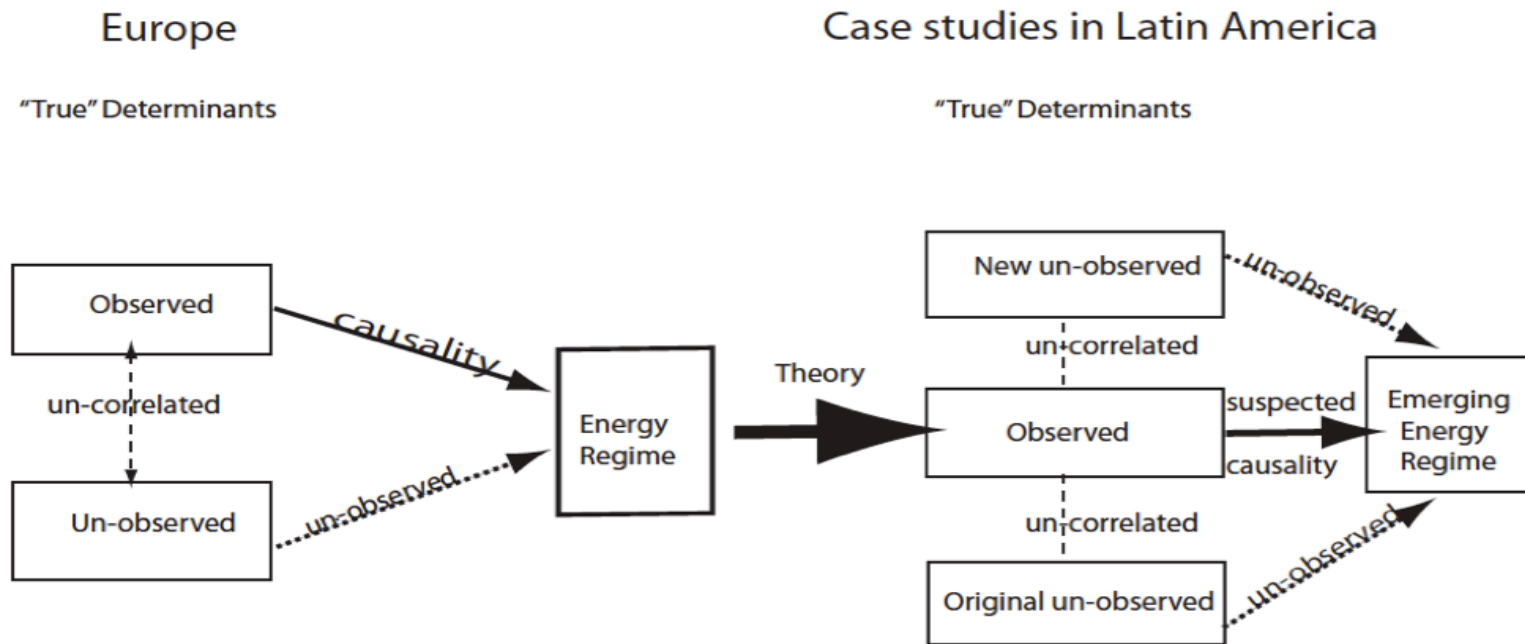 Europe
"True" Determinants
Observed
causality
un-correlated
Un-observed
un-observed
Energy
Regime
Theory
Case studies in Latin America
"True" Determinants
New un-observed
un-observed
un-correlated
Observed
suspected
causality
Emerging
Energy
Regime
un-correlated
Original un-observed
un-observed